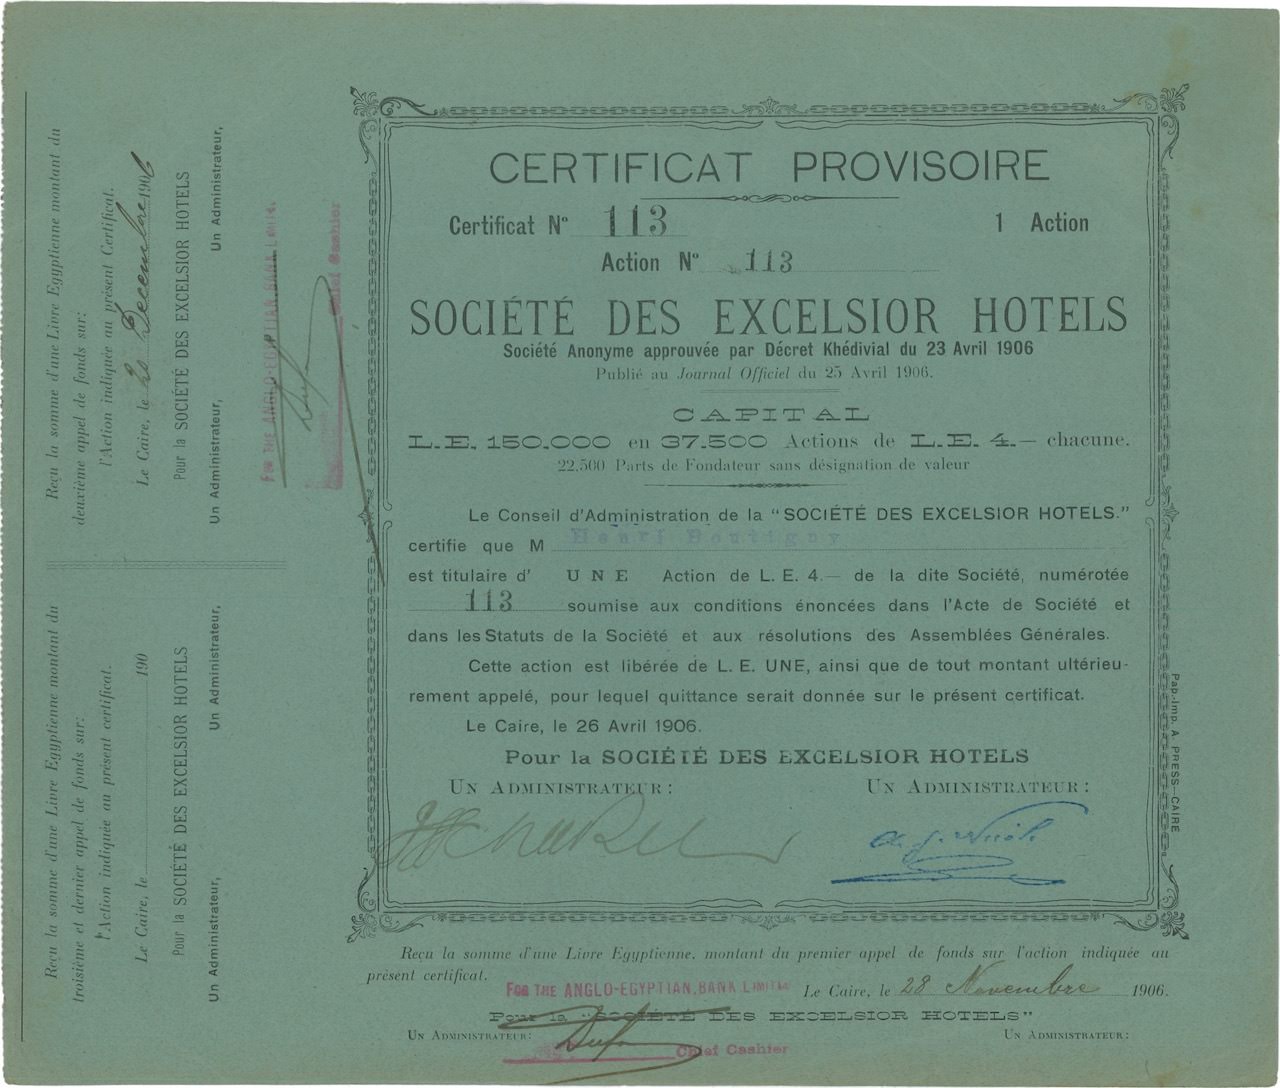 CERTIFICAT PROVISOIRE
Certificat N° 113 1 Action
Action N° 113
SOCIÉTÉ DES EXCELSIOR HOTELS
Société Anonyme approuvée par Décret Khédivial du 23 Avril 1906
Publié au Journal Officiel du 25 Avril 1906.
CAPITAL
L.E. 150.000 en 37.500 Actions de L.E. 4.— chacune.
22.500 Parts de Fondateur sans désignation de valeur
Le Conseil d'Administration de la "SOCIÉTÉ DES EXCELSIOR HOTELS."
certifie que M Henri Boutigny
est titulaire d' UNE Action de L. E. 4.— de la dite Société, numérotée
113 soumise aux conditions énoncées dans l'Acte de Société et
dans les Statuts de la Société et aux résolutions des Assemblées Générales.
Cette action est libérée de L. E. UNE, ainsi que de tout montant ultérieu-
rement appelé, pour lequel quittance serait donnée sur le présent certificat.
Le Caire, le 26 Avril 1906.
Pour la SOCIÉTÉ DES EXCELSIOR HOTELS
UN ADMINISTRATEUR: UN ADMINISTRATEUR:
Pap.-Imp. A. PRESS—CAIRE
Reçu la somme d'une Livre Egyptienne, montant du premier appel de fonds sur l'action indiquée au
présent certificat.
Le Caire, le 28 Novembre 1906.
FOR THE ANGLO-EGYPTIAN BANK LIMITED
Pour la "SOCIÉTÉ DES EXCELSIOR HOTELS"
UN ADMINISTRATEUR: UN ADMINISTRATEUR:
Chief Cashier
Reçu la somme d'une Livre Egyptienne montant du
deuxième appel de fonds sur:
l'Action indiquée au présent Certificat.
Le Caire, le 20 Decembre 1906
Pour la SOCIÉTÉ DES EXCELSIOR HOTELS
Un Administrateur, Un Administrateur,
FOR THE ANGLO-EGYPTIAN BANK LIMITED.
Chief Cashier
Reçu la somme d'une Livre Egyptienne montant du
troisième et dernier appel de fonds sur:
l'Action indiquée au présent certificat.
Le Caire, le 190
Pour la SOCIÉTÉ DES EXCELSIOR HOTELS
Un Administrateur, Un Administrateur,